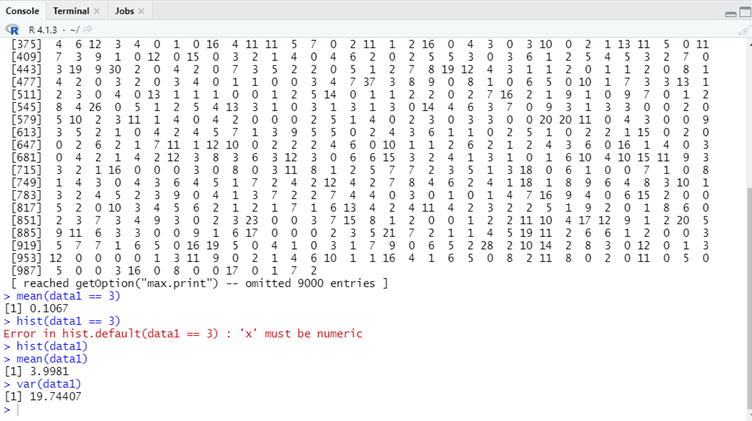 Console Terminal Jobs
R 4.1.3 · ~/
[375] 4 6 12 3 4 0 1 0 16 4 11 11 5 7 0 2 11 1 2 16 0 4 3 0 3 10 0 2 1 13 11 5 0 11
[409] 7 3 9 1 0 12 0 15 0 3 2 1 4 0 4 6 2 0 2 5 5 3 0 3 6 1 2 5 4 5 3 2 7 0
[443] 3 19 9 30 2 0 4 2 0 7 3 5 2 2 0 5 1 2 7 8 19 12 4 3 1 1 2 0 1 1 2 0 8 1
[477] 4 2 0 3 2 0 3 4 0 1 1 0 0 3 4 7 37 3 8 9 0 8 1 0 6 5 0 10 1 7 3 3 13 1
[511] 2 3 0 4 0 13 1 1 1 0 0 1 2 5 14 0 1 1 2 2 0 2 7 16 2 1 9 1 0 9 7 0 1 2
[545] 8 4 26 0 5 1 2 5 4 13 3 1 0 3 1 3 1 3 0 14 4 6 3 7 0 9 3 1 3 3 0 0 2 0
[579] 5 10 2 3 11 1 4 0 4 2 0 0 0 2 5 1 4 0 2 3 0 3 3 0 0 20 20 11 0 4 3 0 0 9
[613] 3 5 2 1 0 4 2 4 5 7 1 3 9 5 5 0 2 4 3 6 1 1 0 2 5 1 0 2 2 1 15 0 2 0
[647] 0 2 6 2 1 7 11 1 12 10 0 2 2 2 4 6 0 10 1 1 2 6 2 1 2 4 3 6 0 16 1 4 0 3
[681] 0 4 2 1 4 2 12 3 8 3 6 3 12 3 0 6 6 15 3 2 4 1 3 1 0 1 6 10 4 10 15 11 9 3
[715] 3 2 1 16 0 0 0 3 0 8 0 3 11 8 1 2 5 7 7 2 3 5 1 3 18 0 6 1 0 0 7 1 0 8
[749] 1 4 3 0 4 3 6 4 5 1 7 2 4 2 12 4 2 7 8 4 6 2 4 1 18 1 8 9 6 4 8 3 10 1
[783] 3 2 4 5 2 3 9 0 4 1 3 7 2 2 7 4 4 0 3 0 1 0 1 4 7 16 9 4 0 6 15 2 0 0
[817] 5 2 0 10 3 4 5 6 2 1 2 1 7 1 6 13 4 2 4 11 4 2 3 2 2 5 1 9 2 0 1 8 6 0
[851] 2 3 7 3 4 9 3 0 2 3 23 0 0 3 7 15 8 1 2 0 0 1 2 2 11 10 4 17 12 9 1 2 20 5
[885] 9 11 6 3 3 0 0 9 1 6 17 0 0 0 2 3 5 21 7 2 1 1 4 5 19 11 2 6 6 1 2 0 0 3
[919] 5 7 7 1 6 5 0 16 19 5 0 4 1 0 3 1 7 9 0 6 5 2 28 2 10 14 2 8 3 0 12 0 1 3
[953] 12 0 0 0 0 1 3 11 9 0 2 1 4 6 10 1 1 16 4 1 6 5 0 8 2 11 8 0 2 11 0 5 0
[987] 5 0 0 3 16 0 8 0 0 17 0 1 7 2
[ reached getOption("max.print") -- omitted 9000 entries ]
> mean(data1 == 3)
[1] 0.1067
> hist(data1 == 3)
Error in hist.default(data1 == 3) : 'x' must be numeric
> hist(data1)
> mean(data1)
[1] 3.9981
> var(data1)
[1] 19.74407
>